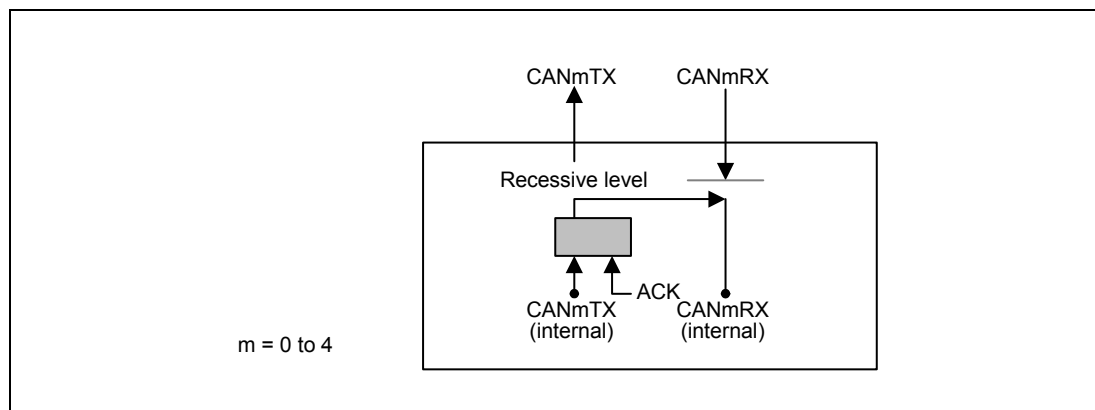 CANmTX CANmRX
Recessive level
ACK
CANmTX
(internal)
CANmRX
(internal)
m = 0 to 4